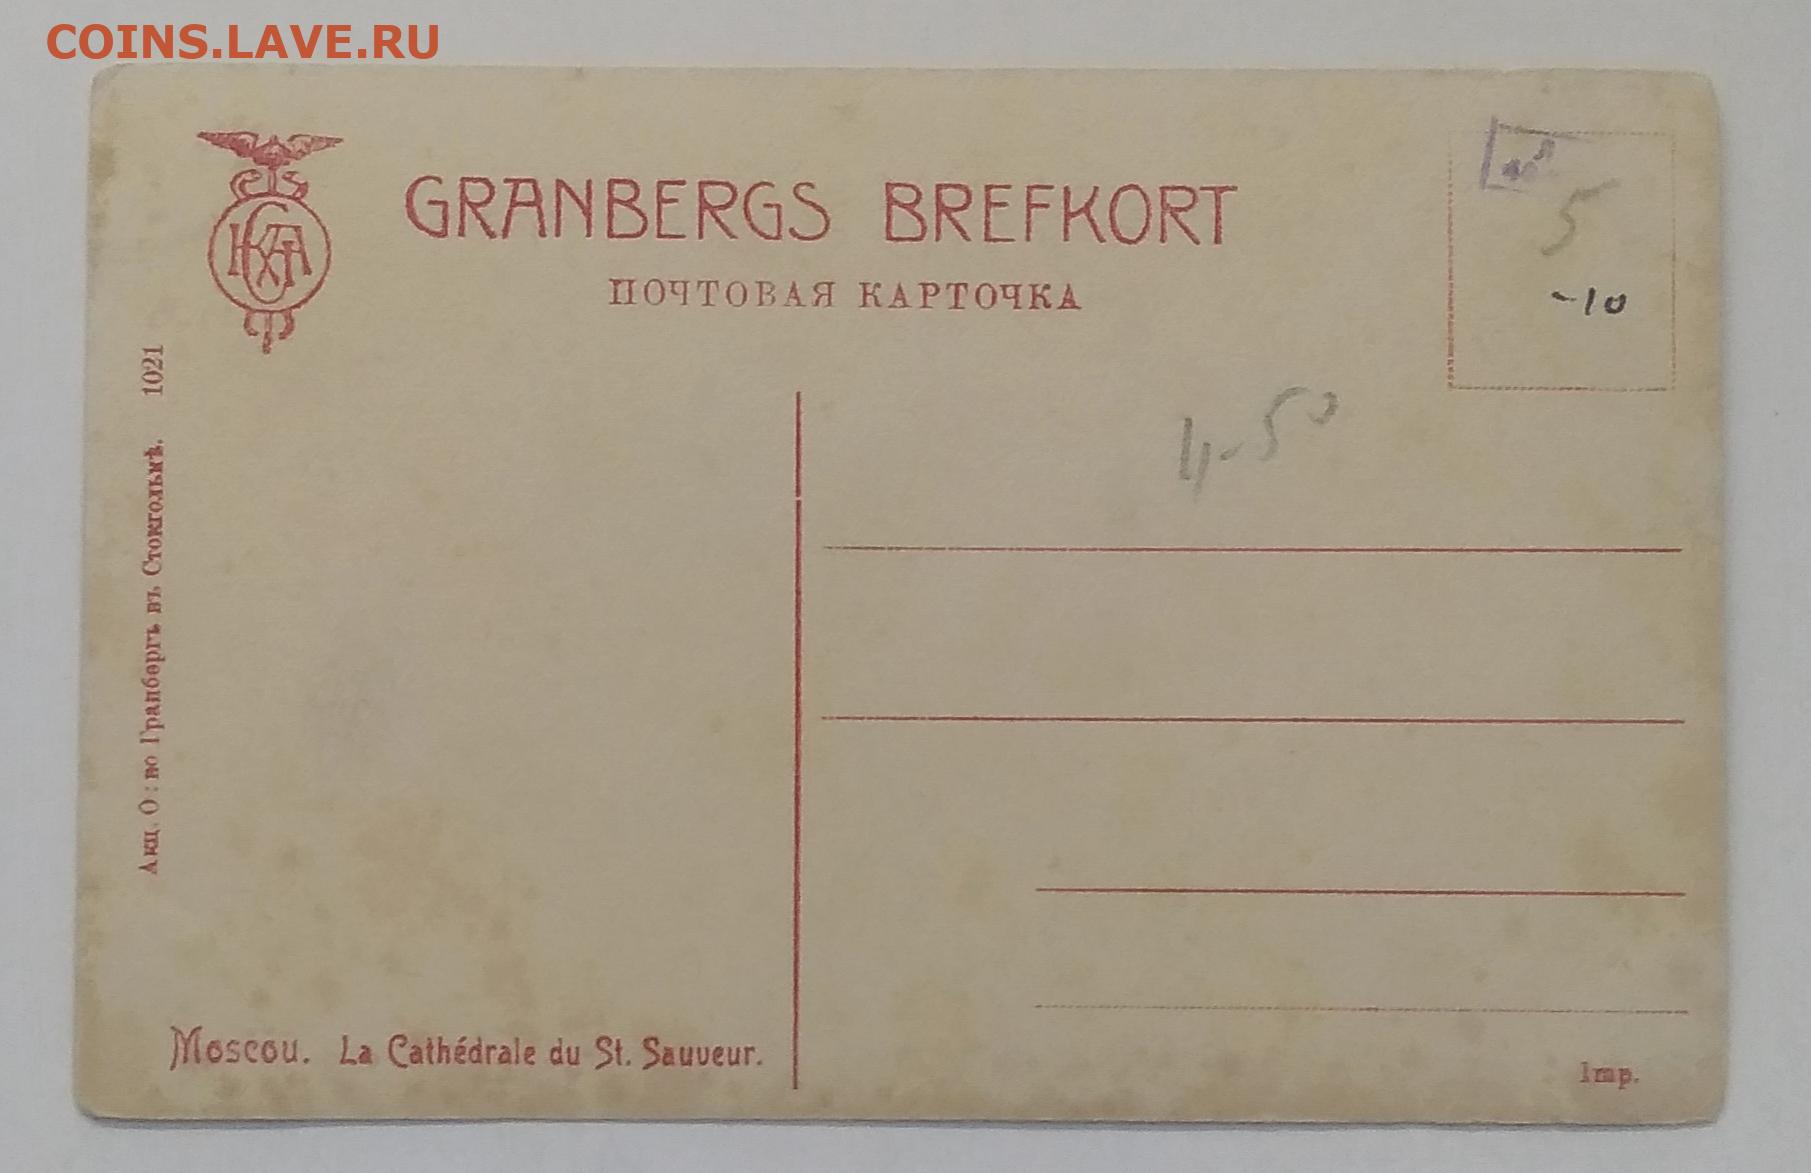 COINS.LAVE.RU
GRANBERGS BREFKORT
ПОЧТОВАЯ КАРТОЧКА
5
-10
4-50
Акц. О:во Гранбергъ въ Стокгольмѣ. 1021
Moscou. La Cathédrale du St. Sauveur.
Imp.